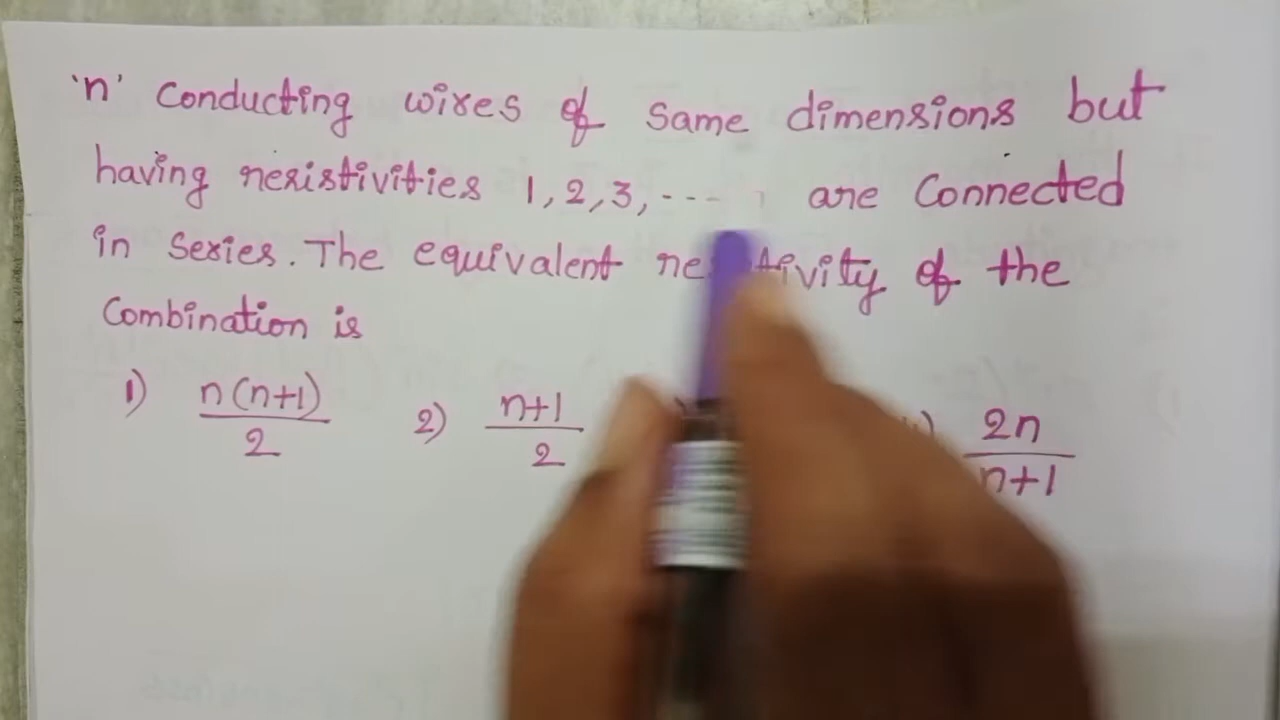 'n' Conducting wires of Same dimensions but
having resistivities 1, 2, 3, --- are Connected
in Series. The equivalent of the
Combination is
1) n(n+1)/2 2) n+1/2 2n/n+1